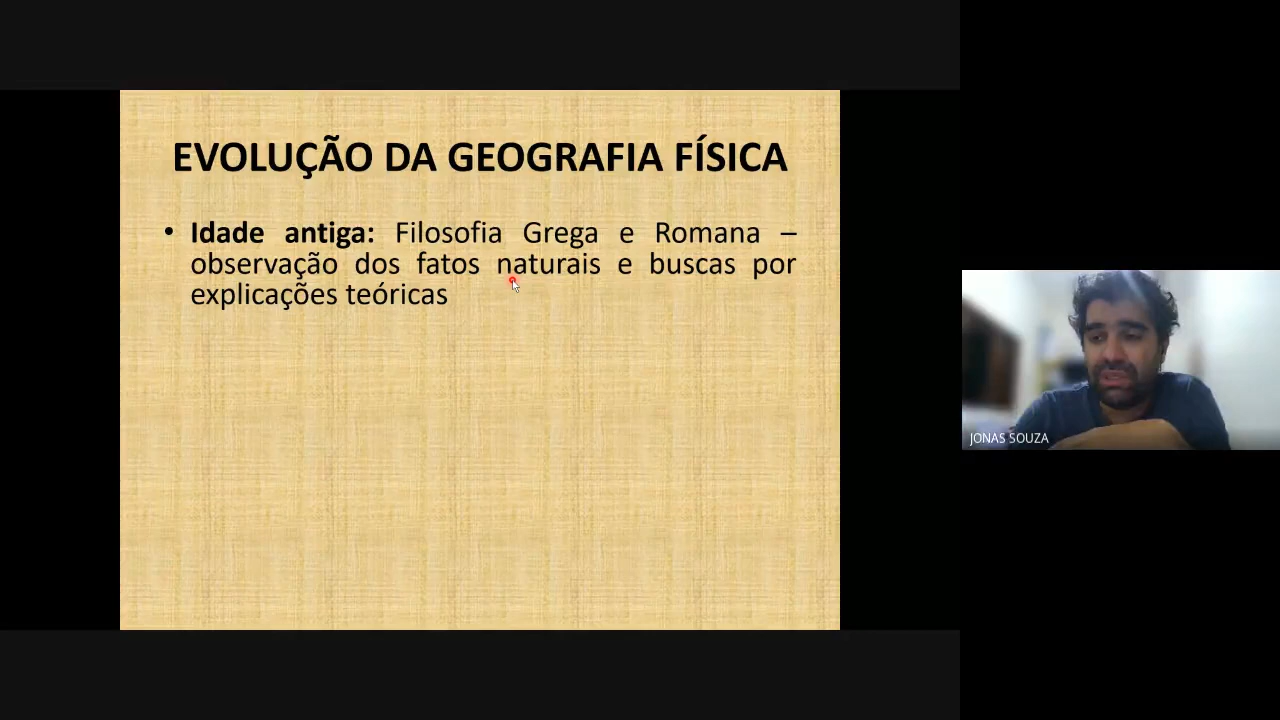 EVOLUÇÃO DA GEOGRAFIA FÍSICA
• Idade antiga: Filosofia Grega e Romana –
observação dos fatos naturais e buscas por
explicações teóricas
JONAS SOUZA